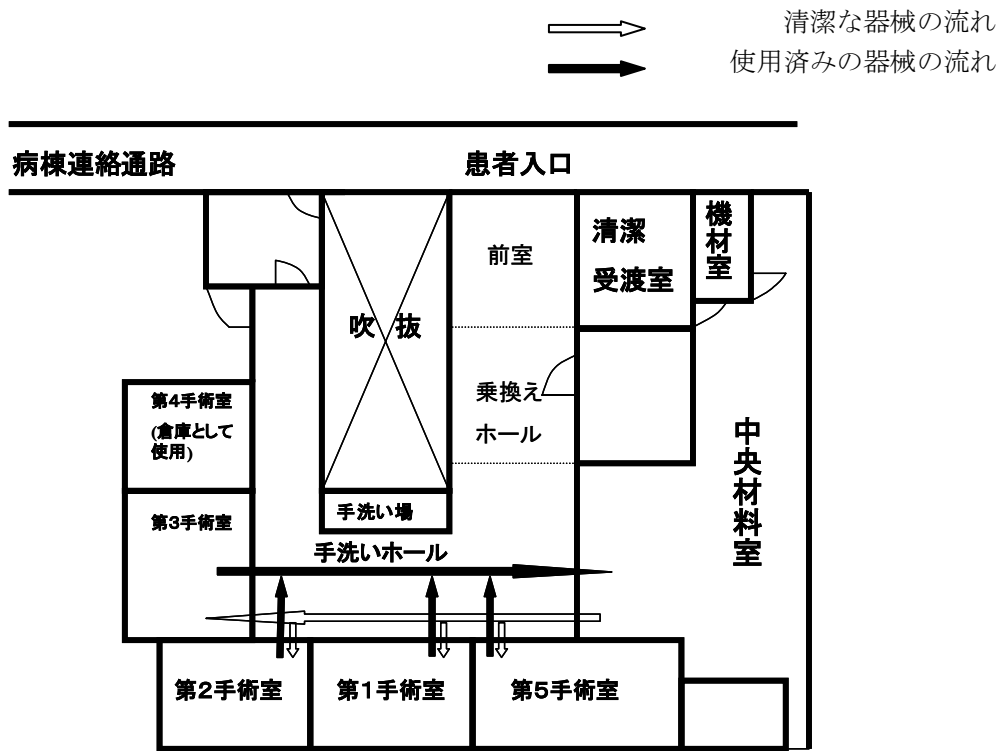 清潔な器械の流れ
使用済みの器械の流れ
病棟連絡通路
患者入口
前室
清潔
受渡室
機材室
吹 抜
乗換え
ホール
第4手術室
(倉庫として
使用)
中央材料室
手洗い場
第3手術室
手洗いホール
第2手術室
第1手術室
第5手術室